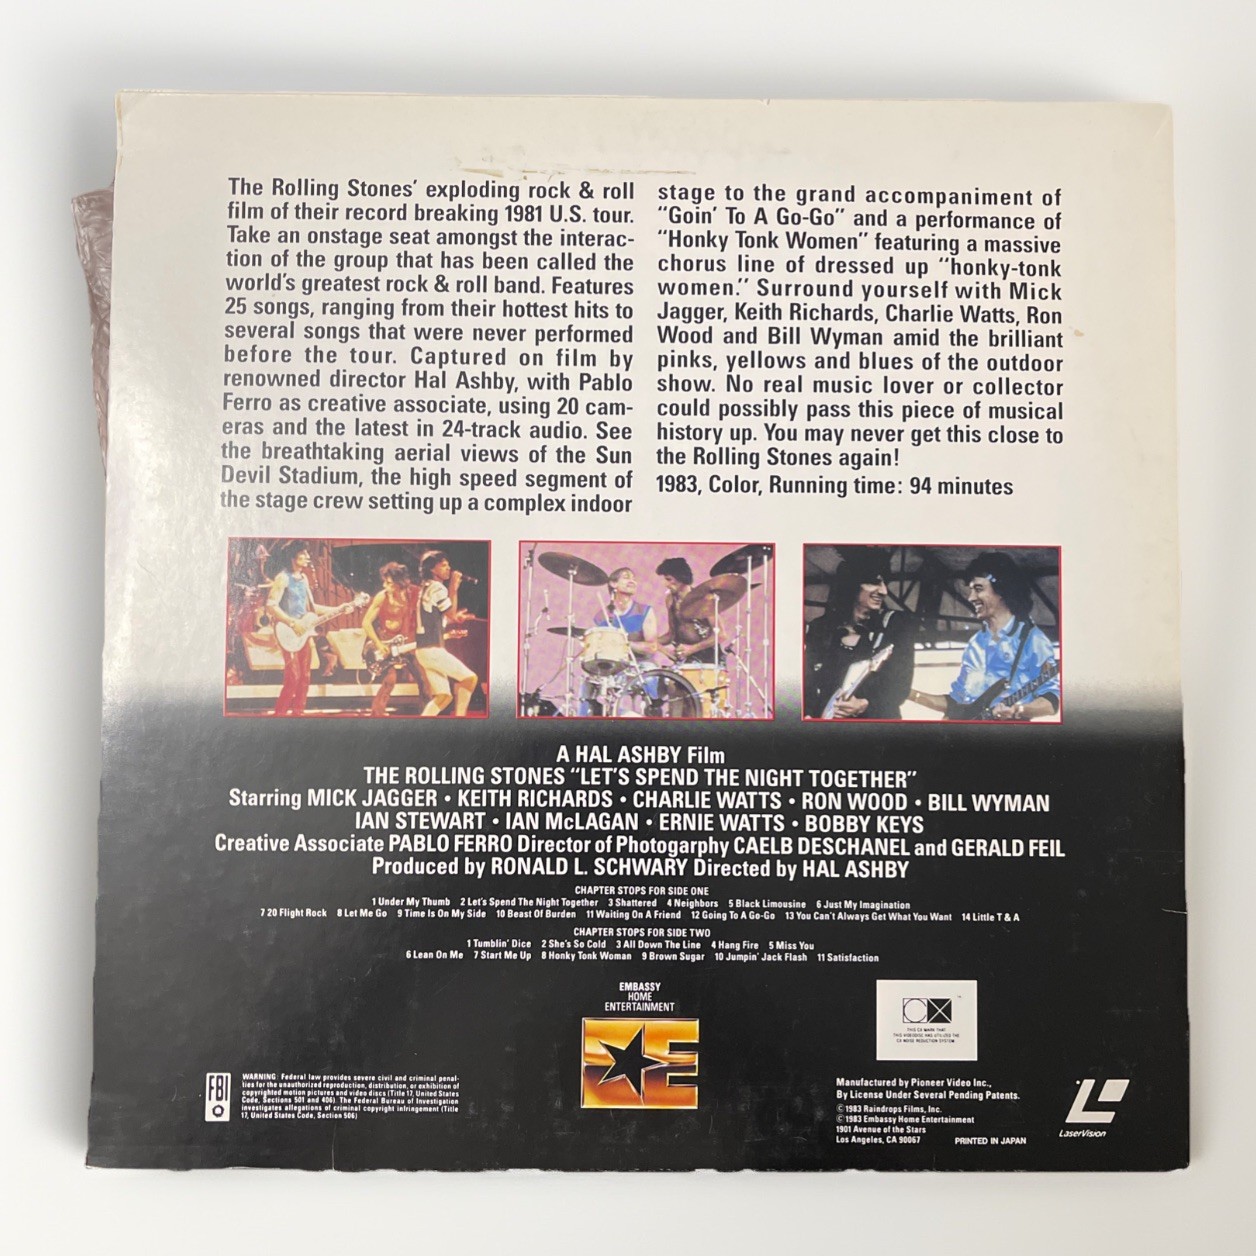 The Rolling Stones' exploding rock & roll
film of their record breaking 1981 U.S. tour.
Take an onstage seat amongst the interac-
tion of the group that has been called the
world's greatest rock & roll band. Features
25 songs, ranging from their hottest hits to
several songs that were never performed
before the tour. Captured on film by
renowned director Hal Ashby, with Pablo
Ferro as creative associate, using 20 cam-
eras and the latest in 24-track audio. See
the breathtaking aerial views of the Sun
Devil Stadium, the high speed segment of
the stage crew setting up a complex indoor
stage to the grand accompaniment of
"Goin' To A Go-Go" and a performance of
"Honky Tonk Women" featuring a massive
chorus line of dressed up "honky-tonk
women." Surround yourself with Mick
Jagger, Keith Richards, Charlie Watts, Ron
Wood and Bill Wyman amid the brilliant
pinks, yellows and blues of the outdoor
show. No real music lover or collector
could possibly pass this piece of musical
history up. You may never get this close to
the Rolling Stones again!
1983, Color, Running time: 94 minutes
A HAL ASHBY Film
THE ROLLING STONES "LET'S SPEND THE NIGHT TOGETHER"
Starring MICK JAGGER • KEITH RICHARDS • CHARLIE WATTS • RON WOOD • BILL WYMAN
IAN STEWART • IAN McLAGAN • ERNIE WATTS • BOBBY KEYS
Creative Associate PABLO FERRO Director of Photogarphy CAELB DESCHANEL and GERALD FEIL
Produced by RONALD L. SCHWARY Directed by HAL ASHBY
CHAPTER STOPS FOR SIDE ONE
1 Under My Thumb 2 Let's Spend The Night Together 3 Shattered 4 Neighbors 5 Black Limousine 6 Just My Imagination
7 20 Flight Rock 8 Let Me Go 9 Time Is On My Side 10 Beast Of Burden 11 Waiting On A Friend 12 Going To A Go-Go 13 You Can't Always Get What You Want 14 Little T & A
CHAPTER STOPS FOR SIDE TWO
1 Tumblin' Dice 2 She's So Cold 3 All Down The Line 4 Hang Fire 5 Miss You
6 Lean On Me 7 Start Me Up 8 Honky Tonk Woman 9 Brown Sugar 10 Jumpin' Jack Flash 11 Satisfaction
EMBASSY
HOME
ENTERTAINMENT
E
CX
THIS CX MARK THAT
THIS VIDEODISC AND UTILIZES THE
CX NOISE REDUCTION SYSTEM
FBI
WARNING: Federal law provides severe civil and criminal penal-
ties for the unauthorized reproduction, distribution, or exhibition of
copyrighted motion pictures and video discs (Title 17, United States
Code, Sections 501 and 406). The Federal Bureau of Investigation
investigates allegations of criminal copyright infringement (Title
17, United States Code, Section 506)
Manufactured by Pioneer Video Inc.,
By License Under Several Pending Patents.
©1983 Raindrops Films, Inc.
©1983 Embassy Home Entertainment
1901 Avenue of the Stars
Los Angeles, CA 90067
PRINTED IN JAPAN
LaserVision